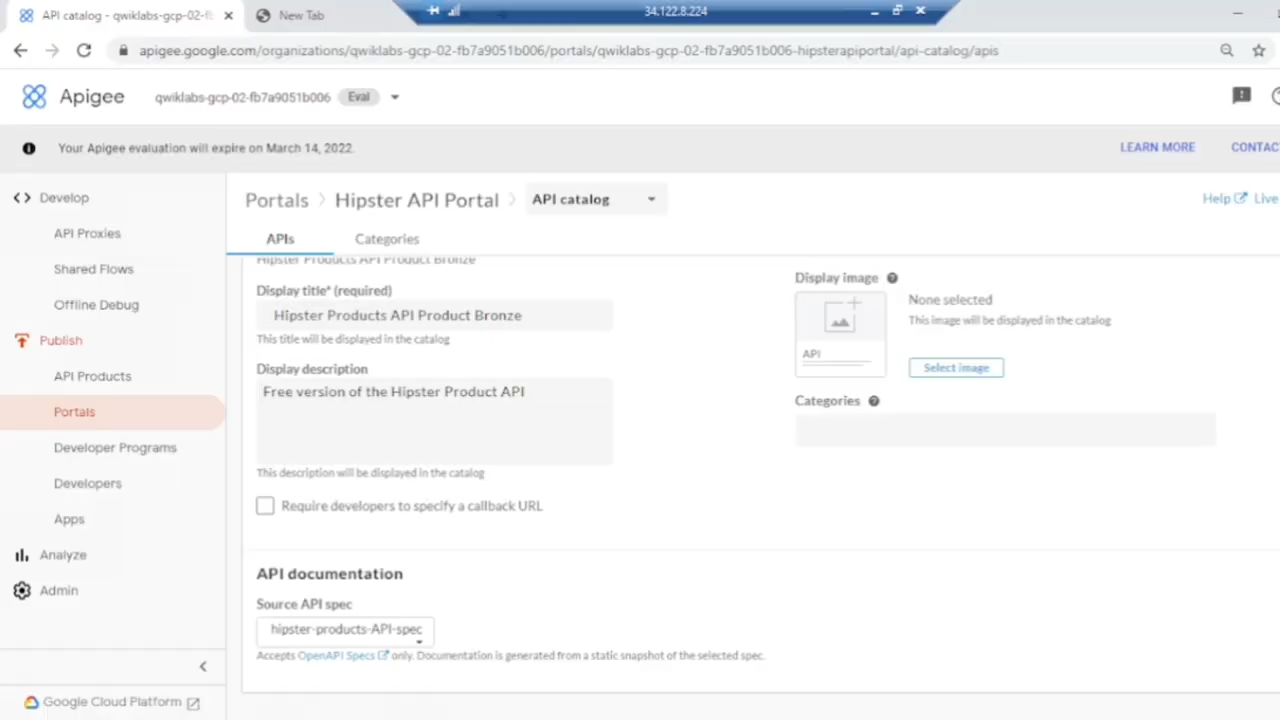 API catalog - qwiklabs-gcp-02-f
New Tab
34.122.8.224
apigee.google.com/organizations/qwiklabs-gcp-02-fb7a9051b006/portals/qwiklabs-gcp-02-fb7a9051b006-hipsterapiportal/api-catalog/apis
Apigee
qwiklabs-gcp-02-fb7a9051b006
Eval
Your Apigee evaluation will expire on March 14, 2022.
LEARN MORE
CONTAC
Develop
API Proxies
Shared Flows
Offline Debug
Publish
API Products
Portals
Developer Programs
Developers
Apps
Analyze
Admin
Google Cloud Platform
Portals
Hipster API Portal
API catalog
Help
Live
APIs
Categories
Hipster Products API Product Bronze
Display title* (required)
Hipster Products API Product Bronze
This title will be displayed in the catalog
Display description
Free version of the Hipster Product API
This description will be displayed in the catalog
Require developers to specify a callback URL
Display image
None selected
This image will be displayed in the catalog
API
Select image
Categories
API documentation
Source API spec
hipster-products-API-spec
Accepts OpenAPI Specs only. Documentation is generated from a static snapshot of the selected spec.